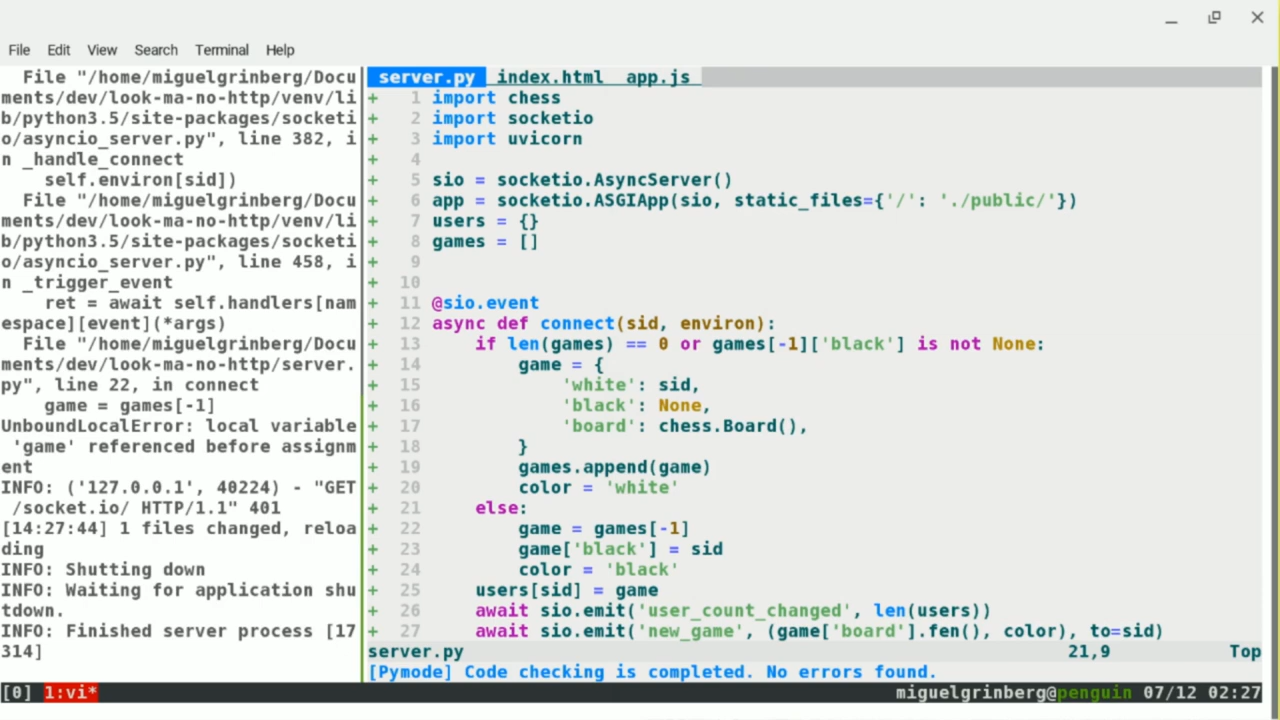 File Edit View Search Terminal Help
  File "/home/miguelgrinberg/Docu
ments/dev/look-ma-no-http/venv/li
b/python3.5/site-packages/socketi
o/asyncio_server.py", line 382, i
n _handle_connect
    self.environ[sid])
  File "/home/miguelgrinberg/Docu
ments/dev/look-ma-no-http/venv/li
b/python3.5/site-packages/socketi
o/asyncio_server.py", line 458, i
n _trigger_event
    ret = await self.handlers[nam
espace][event](*args)
  File "/home/miguelgrinberg/Docu
ments/dev/look-ma-no-http/server.
py", line 22, in connect
    game = games[-1]
UnboundLocalError: local variable
 'game' referenced before assignm
ent
INFO: ('127.0.0.1', 40224) - "GET
 /socket.io/ HTTP/1.1" 401
[14:27:44] 1 files changed, reloa
ding
INFO: Shutting down
INFO: Waiting for application shu
tdown.
INFO: Finished server process [17
314]
server.py index.html app.js
+ 1 import chess
+ 2 import socketio
+ 3 import uvicorn
+ 4
+ 5 sio = socketio.AsyncServer()
+ 6 app = socketio.ASGIApp(sio, static_files={'/': './public/'})
+ 7 users = {}
+ 8 games = []
+ 9
+ 10
+ 11 @sio.event
+ 12 async def connect(sid, environ):
+ 13     if len(games) == 0 or games[-1]['black'] is not None:
+ 14         game = {
+ 15             'white': sid,
+ 16             'black': None,
+ 17             'board': chess.Board(),
+ 18         }
+ 19         games.append(game)
+ 20         color = 'white'
+ 21     else:
+ 22         game = games[-1]
+ 23         game['black'] = sid
+ 24         color = 'black'
+ 25     users[sid] = game
+ 26     await sio.emit('user_count_changed', len(users))
+ 27     await sio.emit('new_game', (game['board'].fen(), color), to=sid)
server.py 21,9 Top
[Pymode] Code checking is completed. No errors found.
[0] 1:vi* miguelgrinberg@penguin 07/12 02:27